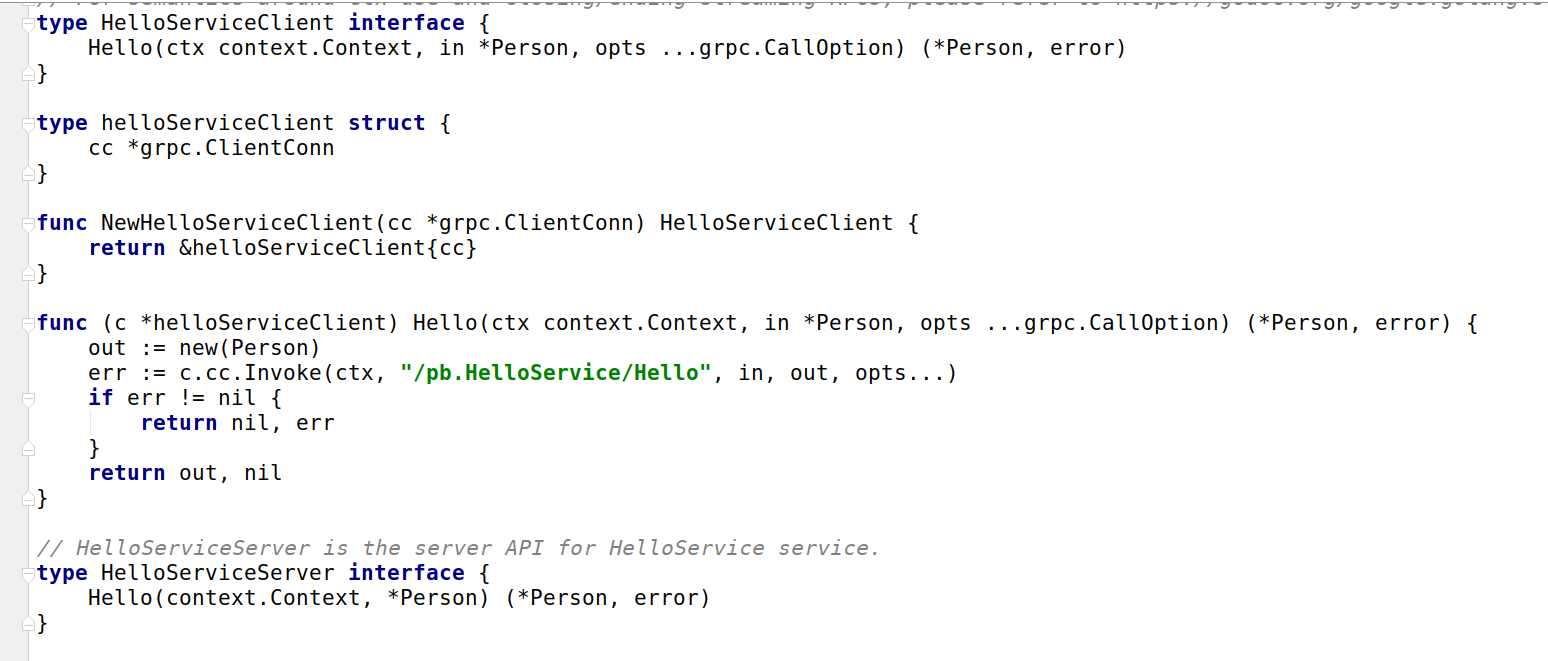 type HelloServiceClient interface {
    Hello(ctx context.Context, in *Person, opts ...grpc.CallOption) (*Person, error)
}
type helloServiceClient struct {
    cc *grpc.ClientConn
}
func NewHelloServiceClient(cc *grpc.ClientConn) HelloServiceClient {
    return &helloServiceClient{cc}
}
func (c *helloServiceClient) Hello(ctx context.Context, in *Person, opts ...grpc.CallOption) (*Person, error) {
    out := new(Person)
    err := c.cc.Invoke(ctx, "/pb.HelloService/Hello", in, out, opts...)
    if err != nil {
        return nil, err
    }
    return out, nil
}
// HelloServiceServer is the server API for HelloService service.
type HelloServiceServer interface {
    Hello(context.Context, *Person) (*Person, error)
}